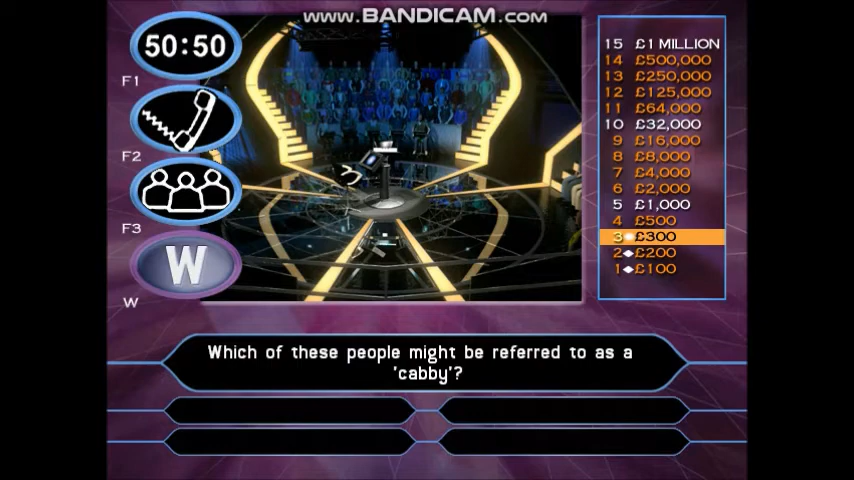 www.BANDICAM.com
50:50
F1
F2
F3
W
W
15 £1 MILLION
14 £500,000
13 £250,000
12 £125,000
11 £64,000
10 £32,000
9 £16,000
8 £8,000
7 £4,000
6 £2,000
5 £1,000
4 £500
3 £300
2 £200
1 £100
Which of these people might be referred to as a
'cabby'?